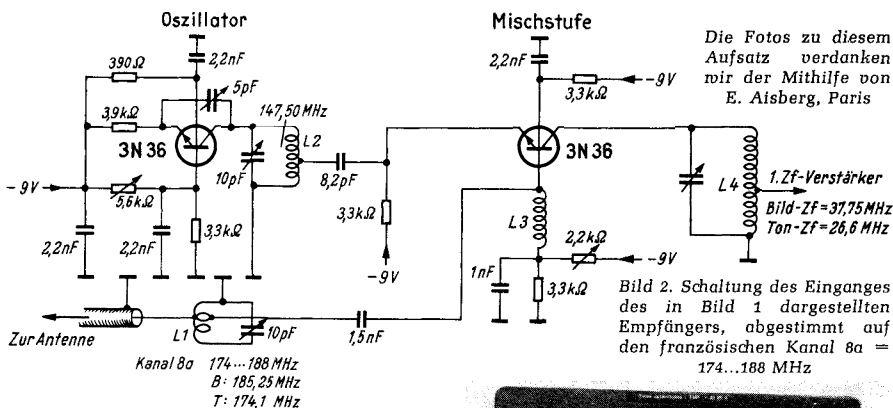 Oszillator
Mischstufe
Die Fotos zu diesem
Aufsatz verdanken
wir der Mithilfe von
E. Aisberg, Paris
2,2nF
390Ω
5pF
3,9kΩ
147,50 MHz
L2
3N36
10pF
8,2pF
-9V
5,6kΩ
2,2nF
2,2nF
3,3kΩ
3,3kΩ
-9V
2,2nF
3,3kΩ
-9V
3N36
L3
2,2kΩ
-9V
1nF
3,3kΩ
L4
1.Zf-Verstärker
Bild-Zf=37,75MHz
Ton-Zf=26,6 MHz
Zur Antenne
L1
10pF
1,5nF
Kanal 8a 174...188 MHz
B: 185,25 MHz
T: 174,1 MHz
Bild 2. Schaltung des Einganges
des in Bild 1 dargestellten
Empfängers, abgestimmt auf
den französischen Kanal 8a =
174...188 MHz